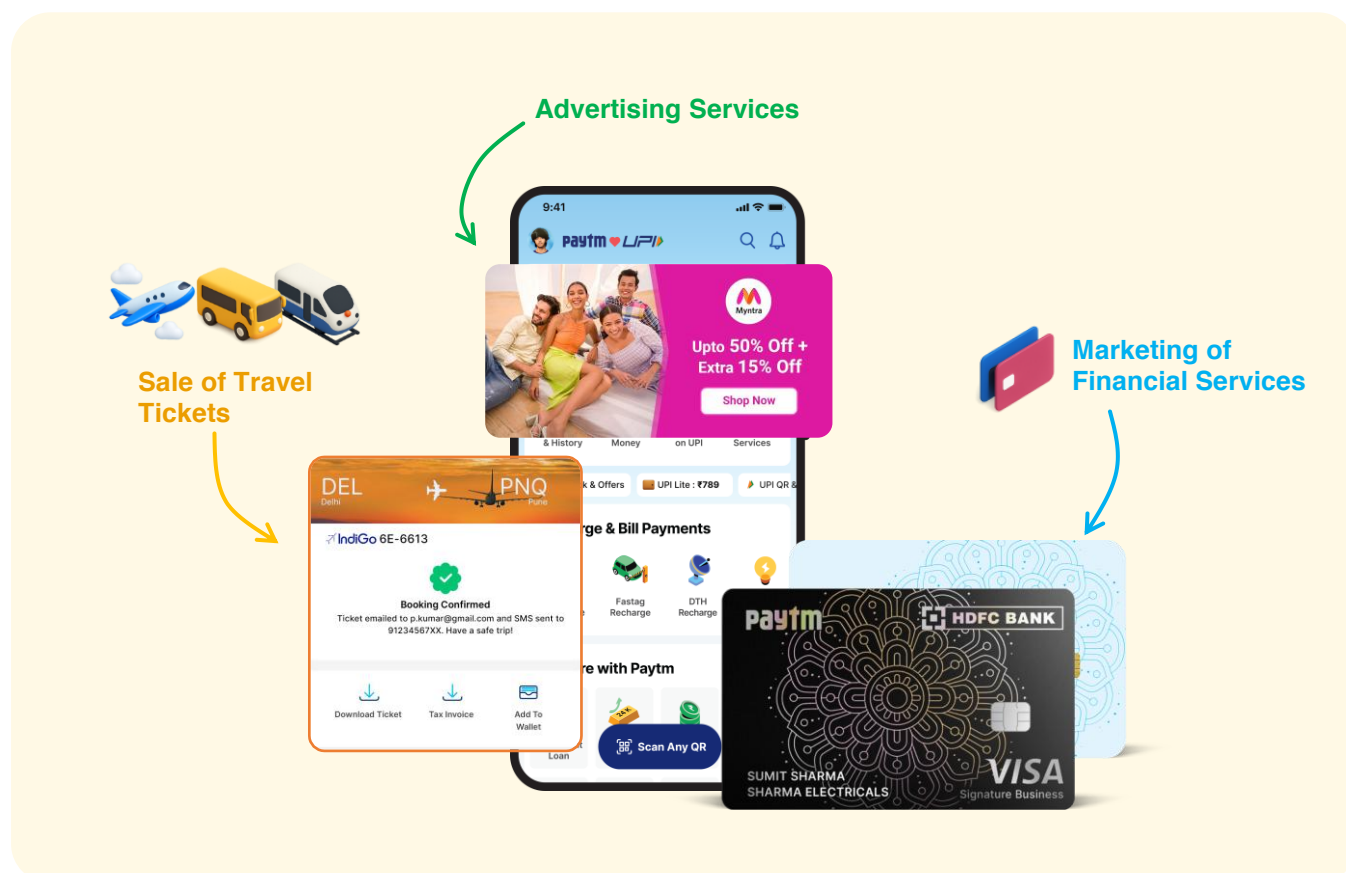 Advertising Services
9:41
paytm UPI
Myntra
Upto 50% Off +
Extra 15% Off
Shop Now
Sale of Travel
Tickets
Marketing of
Financial Services
& History
Money
on UPI
Services
& Offers
UPI Lite : ₹789
UPI QR &
DEL
Delhi
PNQ
Pune
IndiGo 6E-6613
Booking Confirmed
Ticket emailed to p.kumar@gmail.com and SMS sent to
91234567XX. Have a safe trip!
Download Ticket
Tax Invoice
Add To
Wallet
rge & Bill Payments
Fastag
Recharge
DTH
Recharge
re with Paytm
24K
Loan
Scan Any QR
paytm
HDFC BANK
SUMIT SHARMA
SHARMA ELECTRICALS
VISA
Signature Business